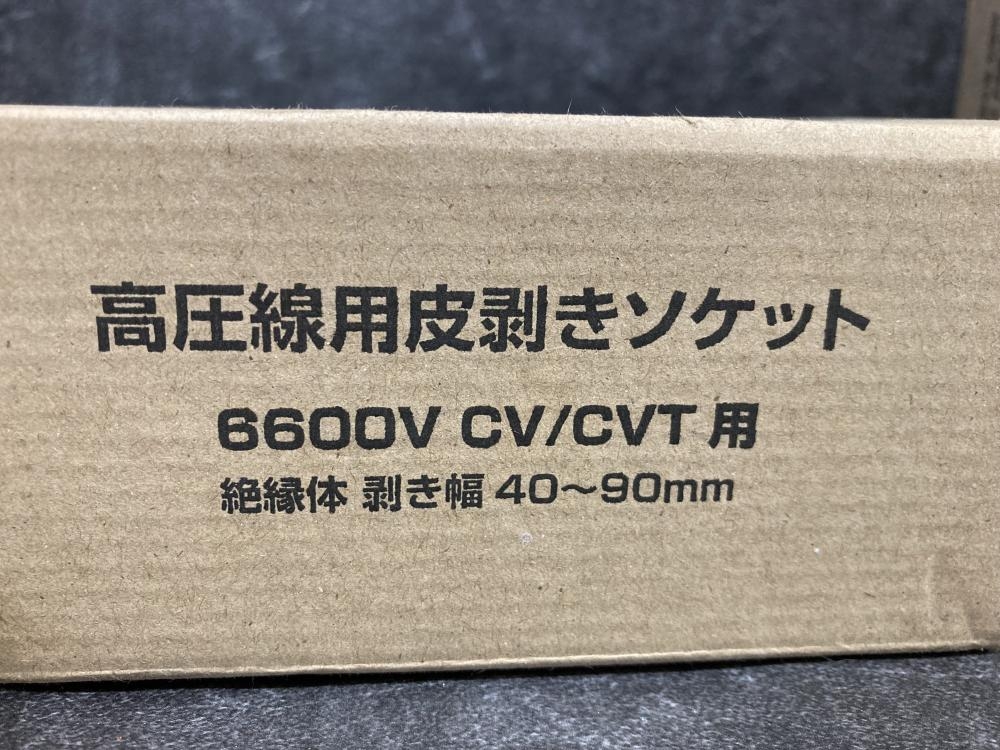 高圧線用皮剥きソケット
6600V CV/CVT 用
絶縁体 剥き幅 40～90mm